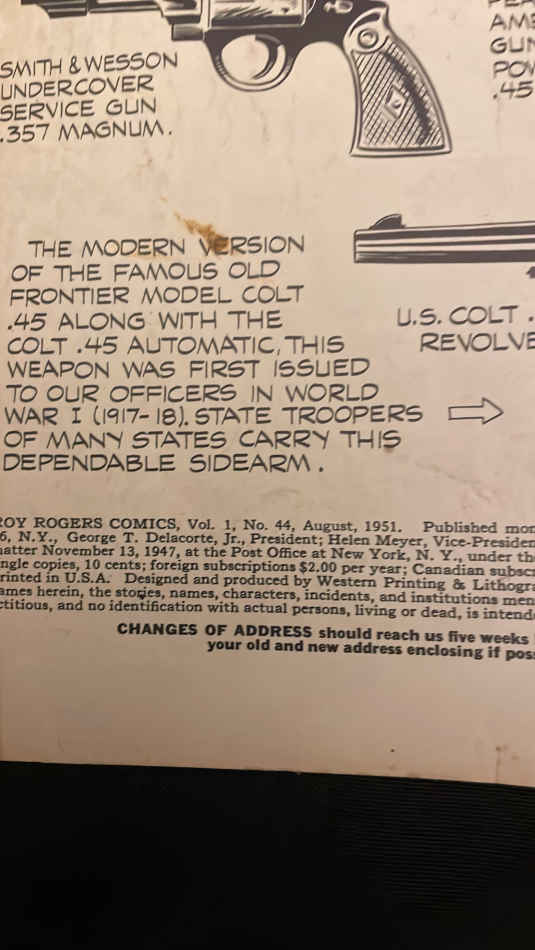 SMITH & WESSON
UNDERCOVER
SERVICE GUN
.357 MAGNUM.
GUN
.45
THE MODERN VERSION
OF THE FAMOUS OLD
FRONTIER MODEL COLT
.45 ALONG WITH THE
COLT .45 AUTOMATIC, THIS
WEAPON WAS FIRST ISSUED
TO OUR OFFICERS IN WORLD
WAR I (1917-18). STATE TROOPERS
OF MANY STATES CARRY THIS
DEPENDABLE SIDEARM.
U.S. COLT .
REVOLVE
ROY ROGERS COMICS, Vol. 1, No. 44, August, 1951. Published mon
6, N.Y., George T. Delacorte, Jr., President; Helen Meyer, Vice-Presiden
atter November 13, 1947, at the Post Office at New York, N. Y., under the
ngle copies, 10 cents; foreign subscriptions $2.00 per year; Canadian subsc
rinted in U.S.A. Designed and produced by Western Printing & Lithogra
ames herein, the stories, names, characters, incidents, and institutions men
ctitious, and no identification with actual persons, living or dead, is intend
CHANGES OF ADDRESS should reach us five weeks
your old and new address enclosing if pos